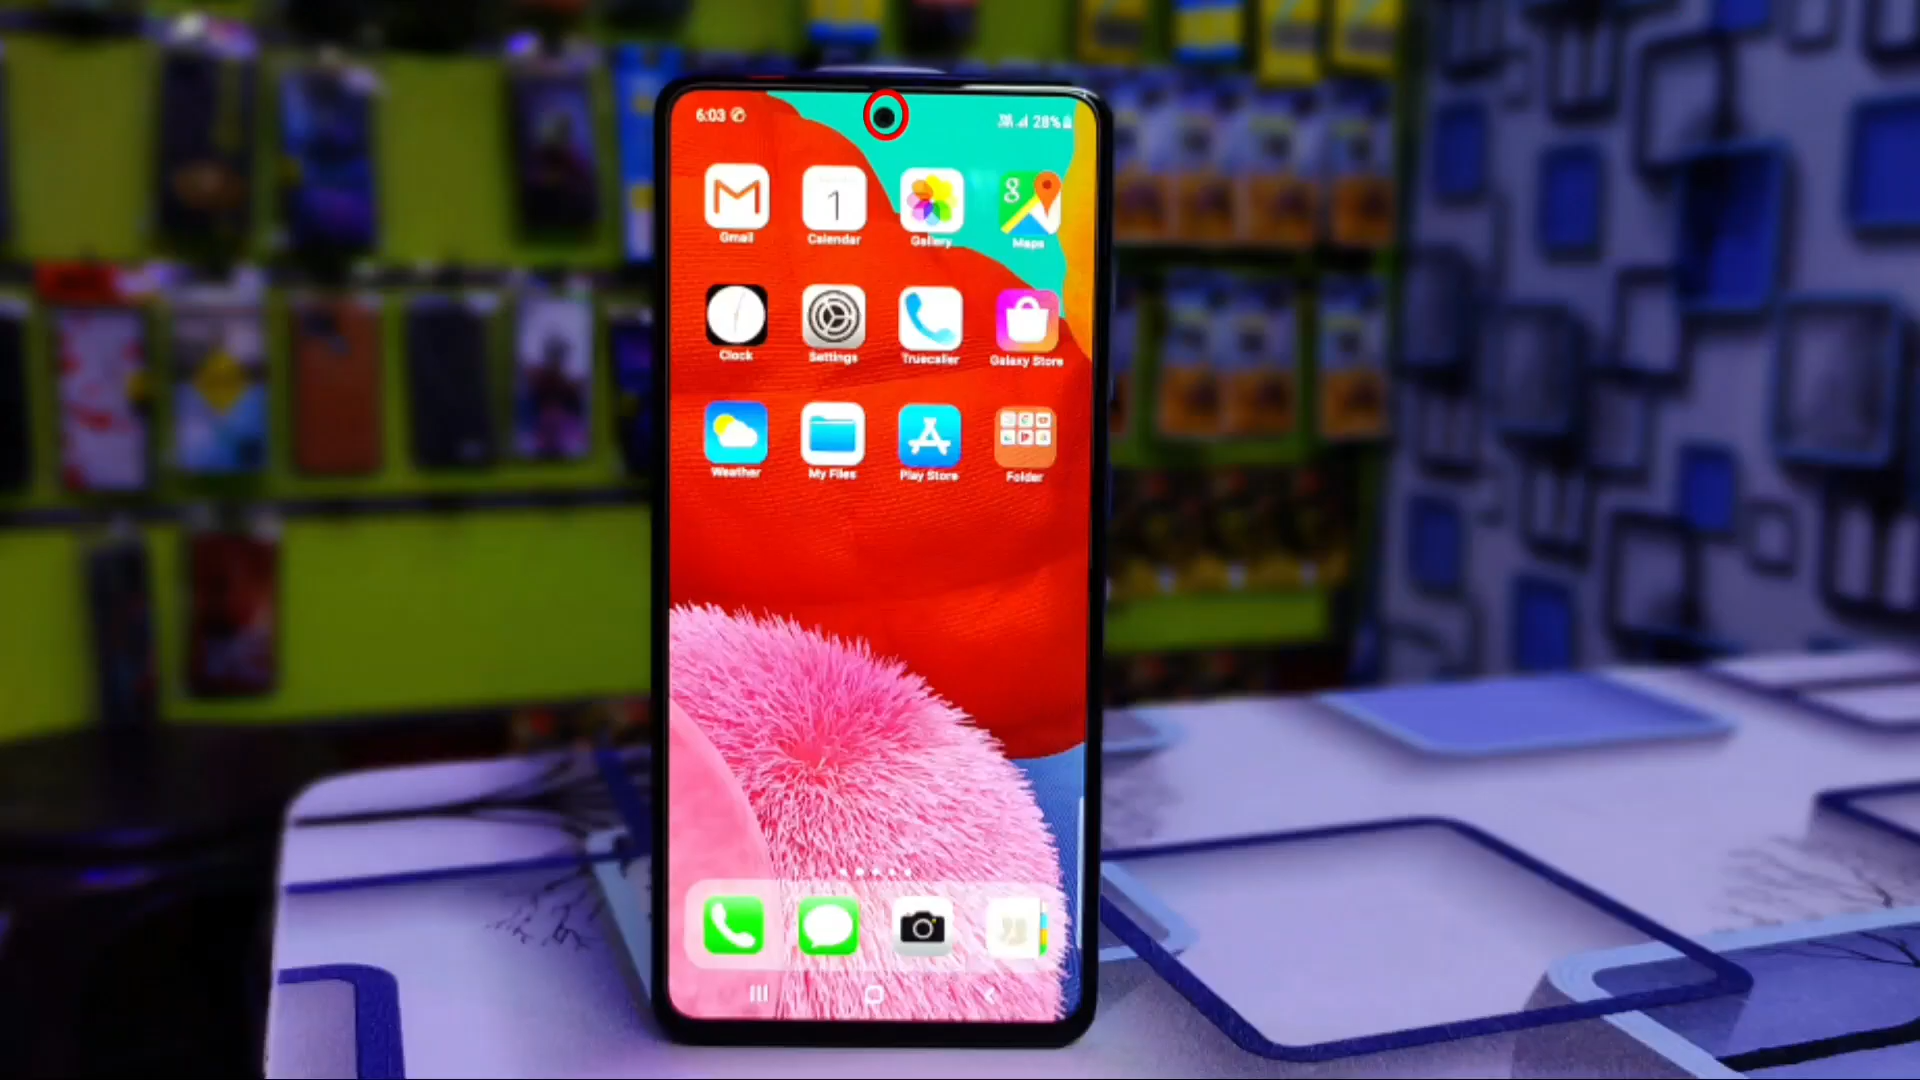 6:03
28%
Gmail
1
Calendar
Gallery
g
Maps
Clock
Settings
Truecaller
Galaxy Store
Weather
My Files
Play Store
Folder